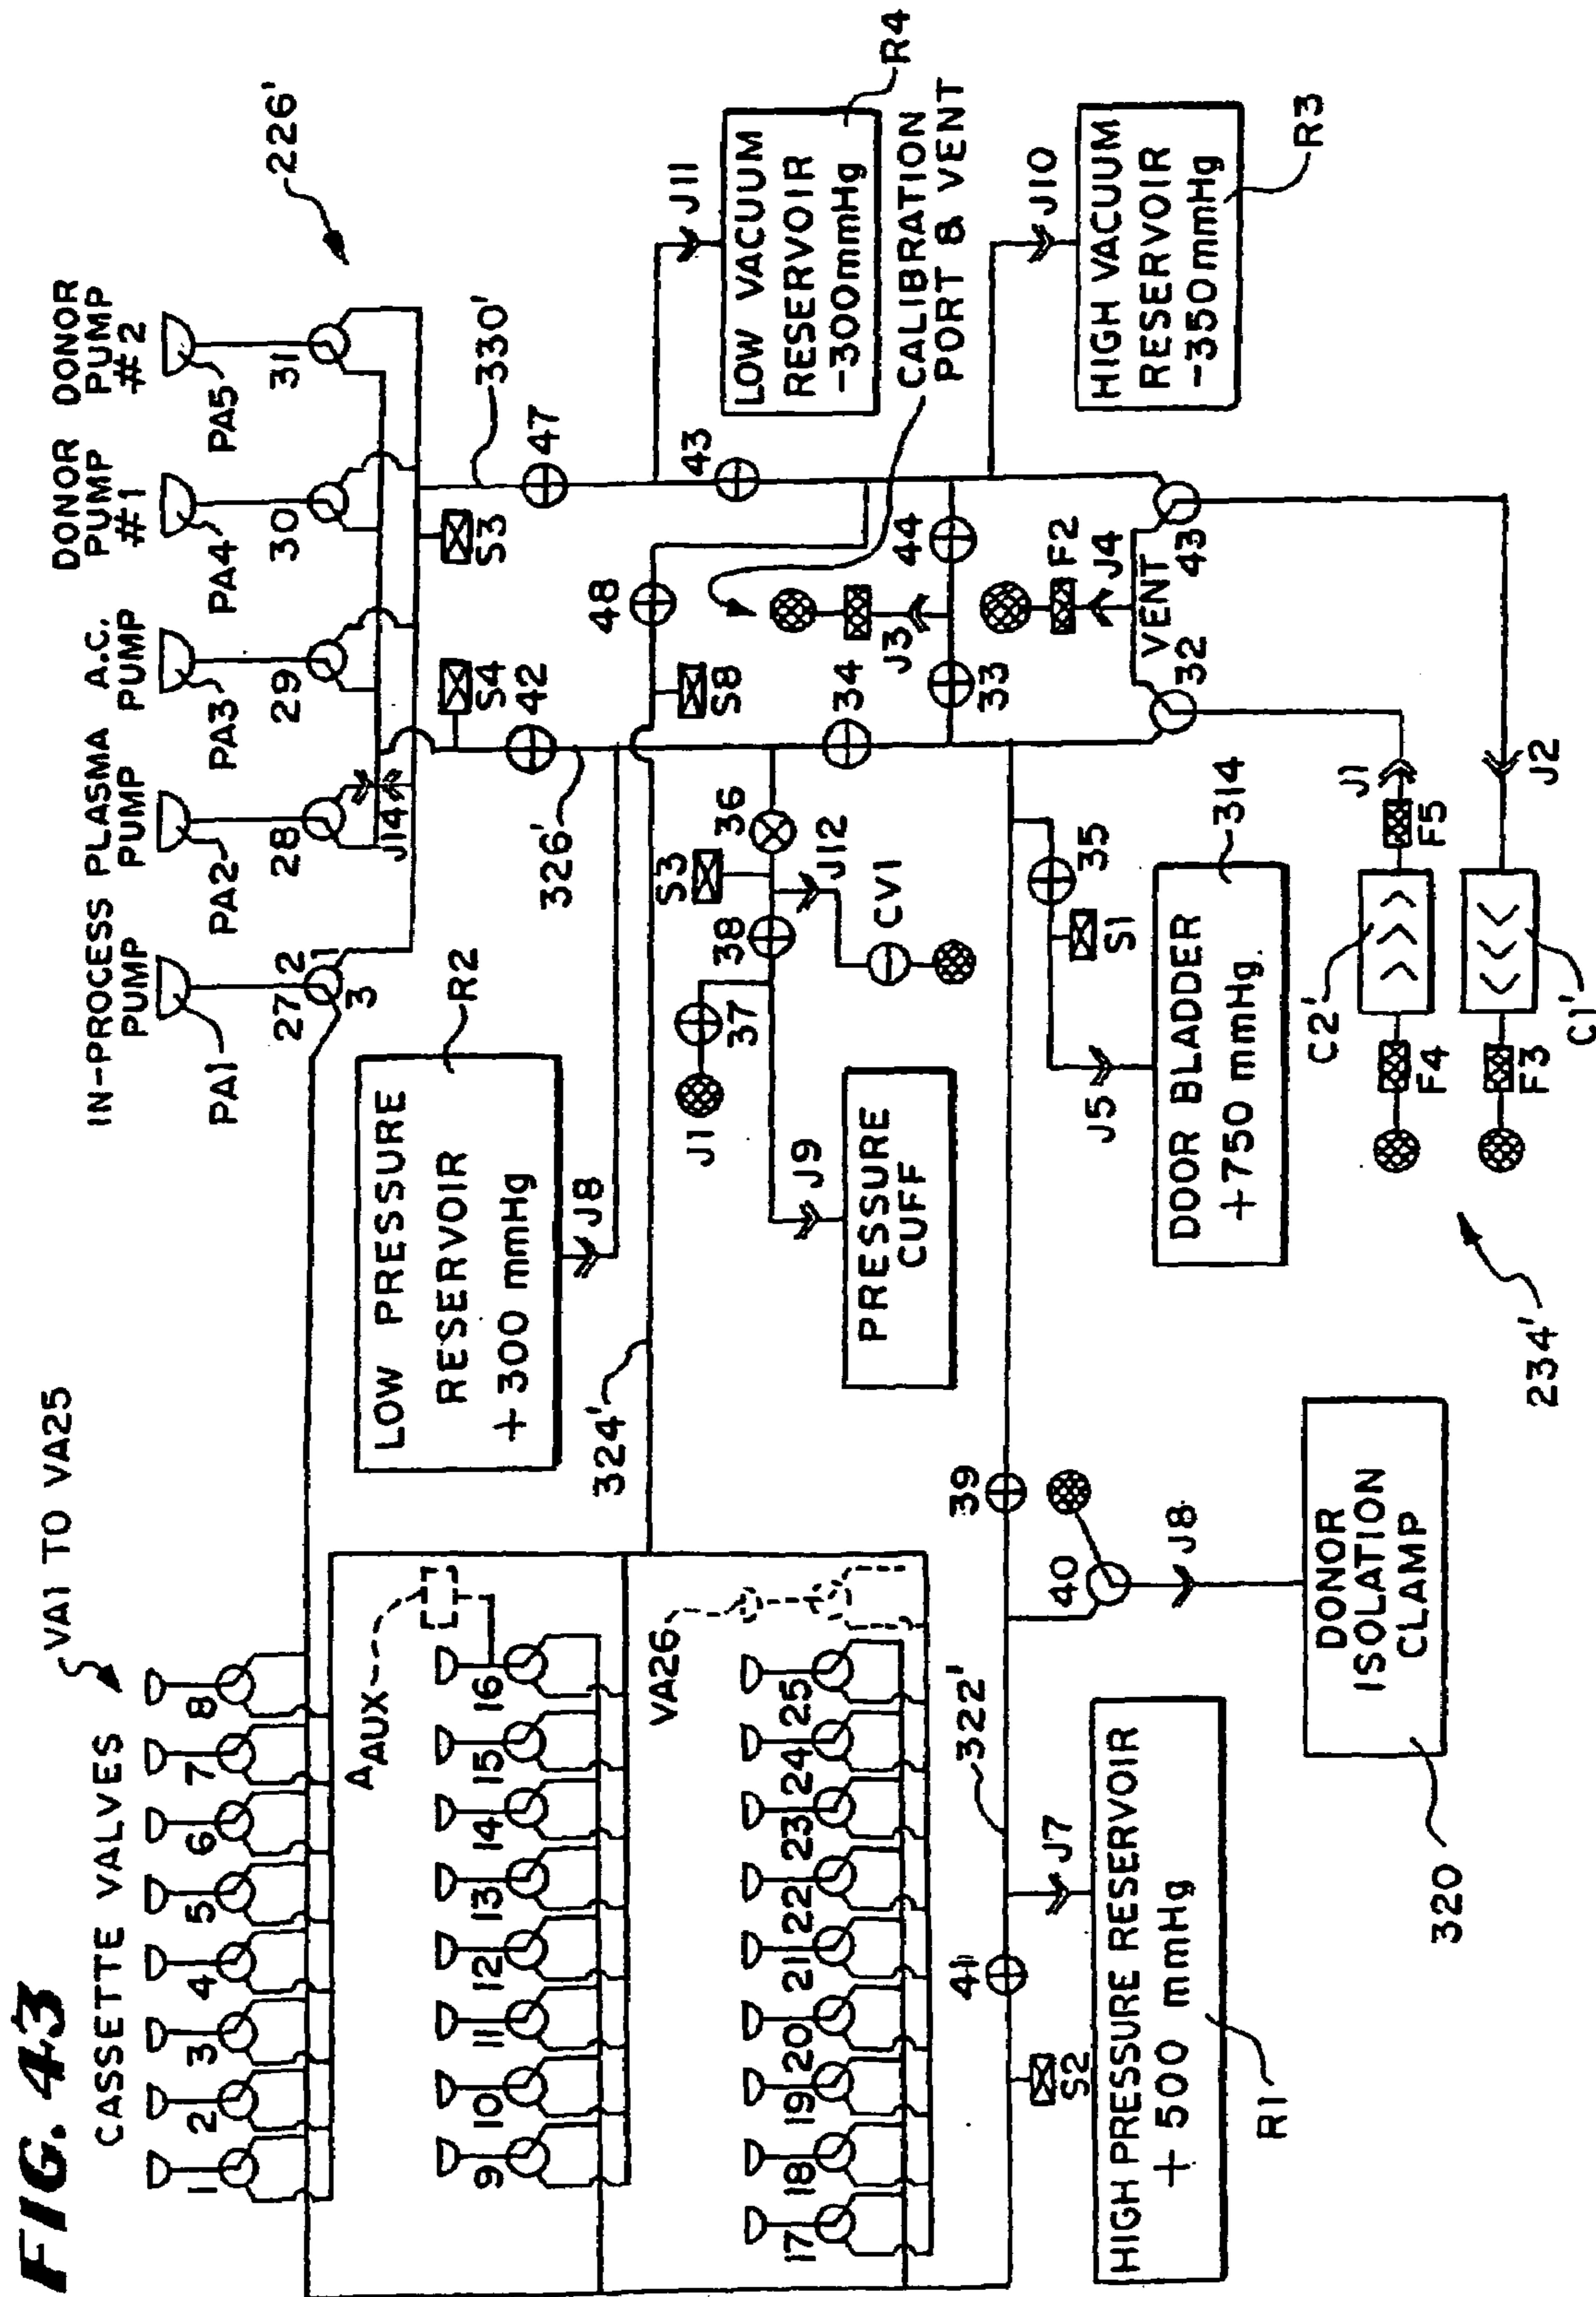 FIG. 43
CASSETTE VALVES
VA1 TO VA25
1
2
3
4
5
6
7
8
AAUX
9
10
11
12
13
14
15
16
VA26
17
18
19
20
21
22
23
24
25
IN-PROCESS
PUMP
PLASMA
PUMP
A.C.
PUMP
DONOR
PUMP
#1
DONOR
PUMP
#2
226'
PA1
PA2
PA3
PA4
PA5
27
2
1
3
28
J14
29
30
31
S4
42
S3
47
330'
326'
LOW PRESSURE
RESERVOIR
+300 mmHg
R2
J8
324'
48
S8
J11
LOW VACUUM
RESERVOIR
-300mmHg
R4
43
CALIBRATION
PORT & VENT
J3
44
34
33
S3
36
38
J12
CV1
37
J1
J9
PRESSURE
CUFF
F2
J4
VENT
32
43
J10
HIGH VACUUM
RESERVOIR
-350mmHg
R3
35
S1
J5
DOOR BLADDER
+750 mmHg.
314
J1
F5
C2'
F4
J2
C1'
F3
234'
39
40
J8
DONOR
ISOLATION
CLAMP
320
322'
41
S2
J7
HIGH PRESSURE RESERVOIR
+500 mmHg
R1